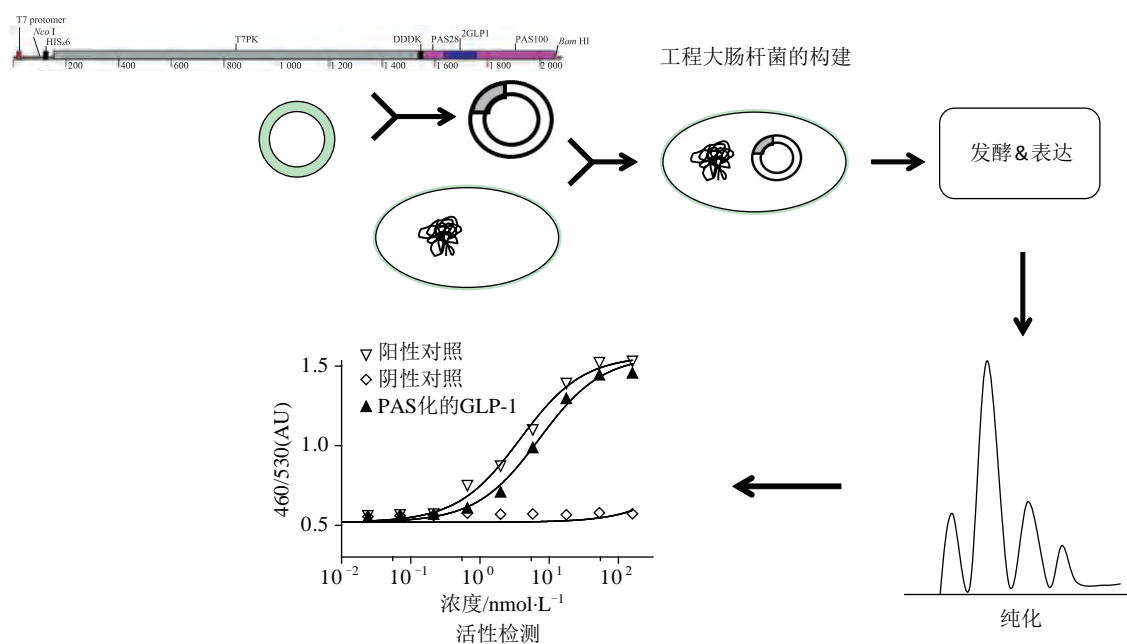 T7 protomer
Nco I
HIS×6
T7PK
DDDK
PAS28
2GLP1
PAS100
Bam HI
200
400
600
800
1 000
1 200
1 400
1 600
1 800
2 000
工程大肠杆菌的构建
发酵&表达
阳性对照
阴性对照
PAS化的GLP-1
1.5
1.0
0.5
460/530(AU)
10⁻²
10⁻¹
10⁰
10¹
10²
浓度/nmol·L⁻¹
活性检测
纯化